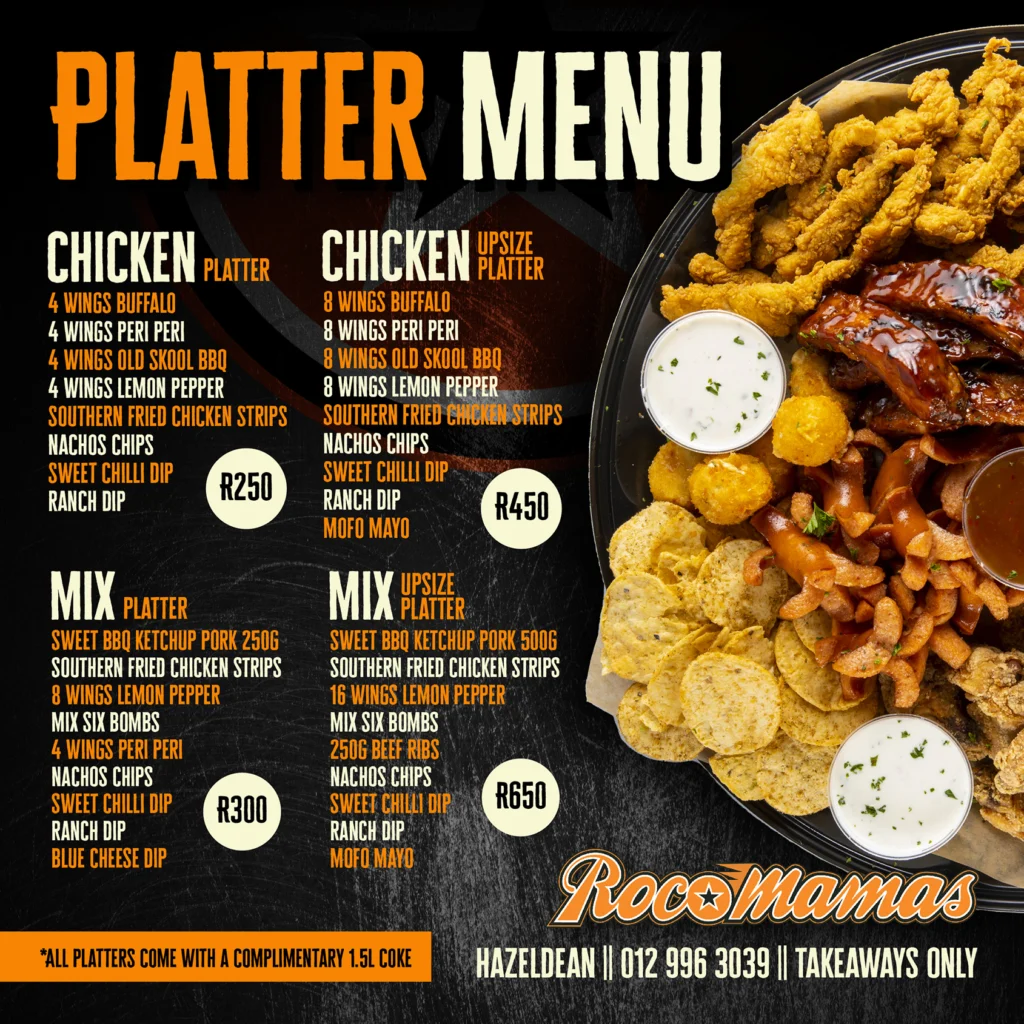 PLATTER MENU
CHICKEN PLATTER
4 WINGS BUFFALO
4 WINGS PERI PERI
4 WINGS OLD SKOOL BBQ
4 WINGS LEMON PEPPER
SOUTHERN FRIED CHICKEN STRIPS
NACHOS CHIPS
SWEET CHILLI DIP
RANCH DIP
R250
CHICKEN UPSIZE PLATTER
8 WINGS BUFFALO
8 WINGS PERI PERI
8 WINGS OLD SKOOL BBQ
8 WINGS LEMON PEPPER
SOUTHERN FRIED CHICKEN STRIPS
NACHOS CHIPS
SWEET CHILLI DIP
RANCH DIP
MOFO MAYO
R450
MIX PLATTER
SWEET BBQ KETCHUP PORK 250G
SOUTHERN FRIED CHICKEN STRIPS
8 WINGS LEMON PEPPER
MIX SIX BOMBS
4 WINGS PERI PERI
NACHOS CHIPS
SWEET CHILLI DIP
RANCH DIP
BLUE CHEESE DIP
R300
MIX UPSIZE PLATTER
SWEET BBQ KETCHUP PORK 500G
SOUTHERN FRIED CHICKEN STRIPS
16 WINGS LEMON PEPPER
MIX SIX BOMBS
250G BEEF RIBS
NACHOS CHIPS
SWEET CHILLI DIP
RANCH DIP
MOFO MAYO
R650
RocoMamas
*ALL PLATTERS COME WITH A COMPLIMENTARY 1.5L COKE
HAZELDEAN || 012 996 3039 || TAKEAWAYS ONLY